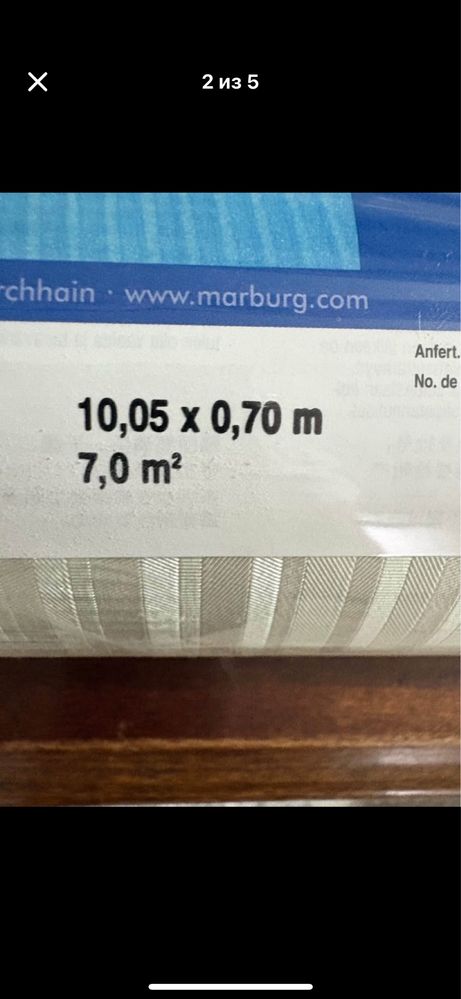 2 из 5
rchhain · www.marburg.com
Anfert.
No. de
10,05 x 0,70 m
7,0 m²